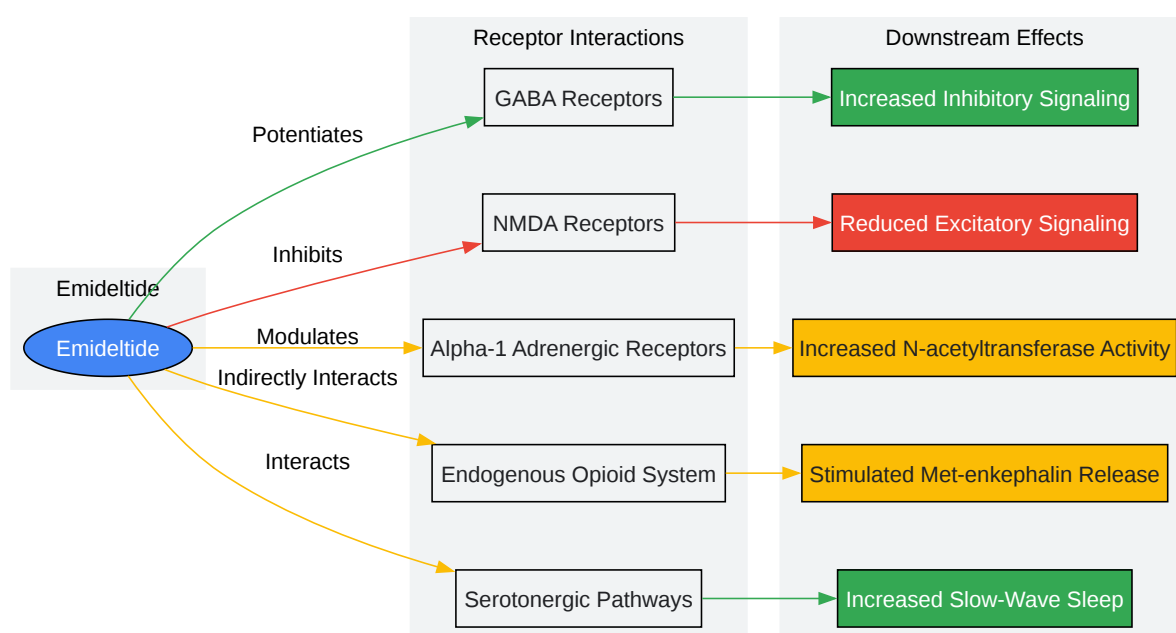 Receptor Interactions
Downstream Effects
GABA Receptors
Increased Inhibitory Signaling
Potentiates
NMDA Receptors
Reduced Excitatory Signaling
Inhibits
Emideltide
Emideltide
Modulates
Alpha-1 Adrenergic Receptors
Increased N-acetyltransferase Activity
Indirectly Interacts
Interacts
Endogenous Opioid System
Stimulated Met-enkephalin Release
Serotonergic Pathways
Increased Slow-Wave Sleep